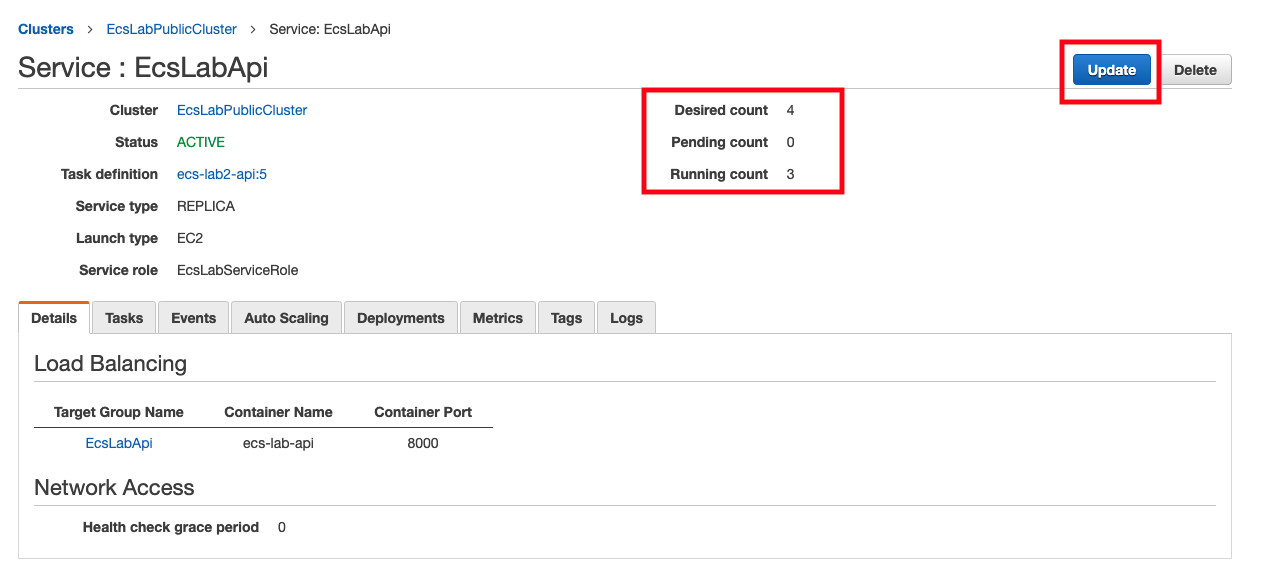 Clusters > EcsLabPublicCluster > Service: EcsLabApi
Service : EcsLabApi
Update
Delete
Cluster EcsLabPublicCluster
Desired count 4
Status ACTIVE
Pending count 0
Task definition ecs-lab2-api:5
Running count 3
Service type REPLICA
Launch type EC2
Service role EcsLabServiceRole
Details Tasks Events Auto Scaling Deployments Metrics Tags Logs
Load Balancing
Target Group Name Container Name Container Port
EcsLabApi ecs-lab-api 8000
Network Access
Health check grace period 0